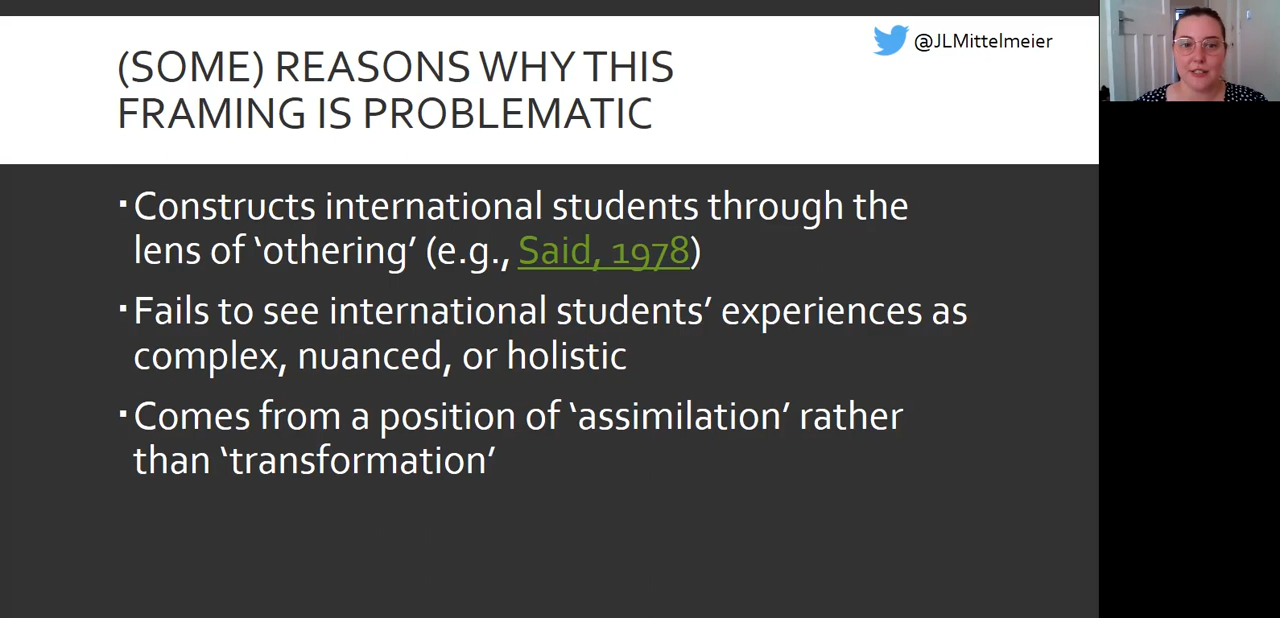 (SOME) REASONS WHY THIS
FRAMING IS PROBLEMATIC
@JLMittelmeier
▪Constructs international students through the
lens of ‘othering’ (e.g., Said, 1978)
▪Fails to see international students’ experiences as
complex, nuanced, or holistic
▪Comes from a position of ‘assimilation’ rather
than ‘transformation’